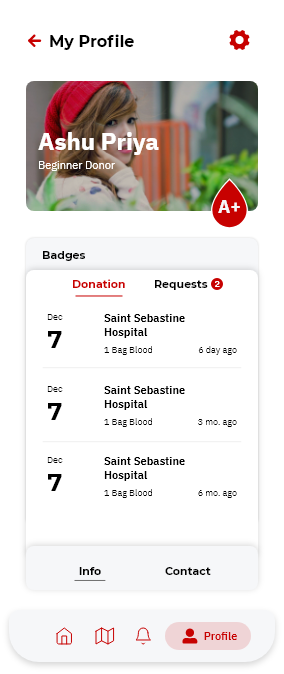 My Profile
Ashu Priya
Beginner Donor
A+
Badges
Donation
Requests 2
Dec
7
Saint Sebastine
Hospital
1 Bag Blood
6 day ago
Dec
7
Saint Sebastine
Hospital
1 Bag Blood
3 mo. ago
Dec
7
Saint Sebastine
Hospital
1 Bag Blood
6 mo. ago
Info
Contact
Profile